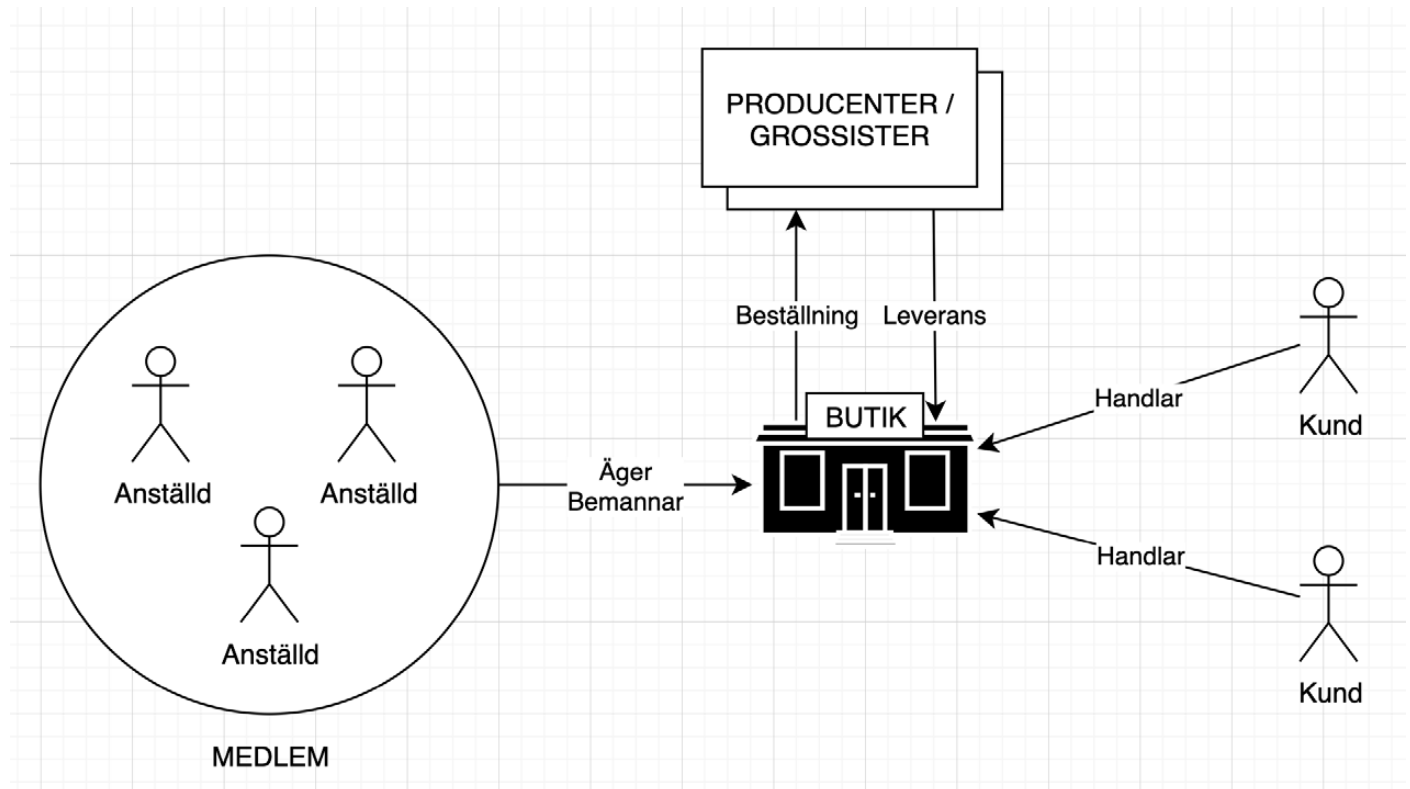 PRODUCENTER /
GROSSISTER
Beställning
Leverans
BUTIK
Handlar
Kund
Anställd
Anställd
Äger
Bemannar
Handlar
Anställd
Kund
MEDLEM